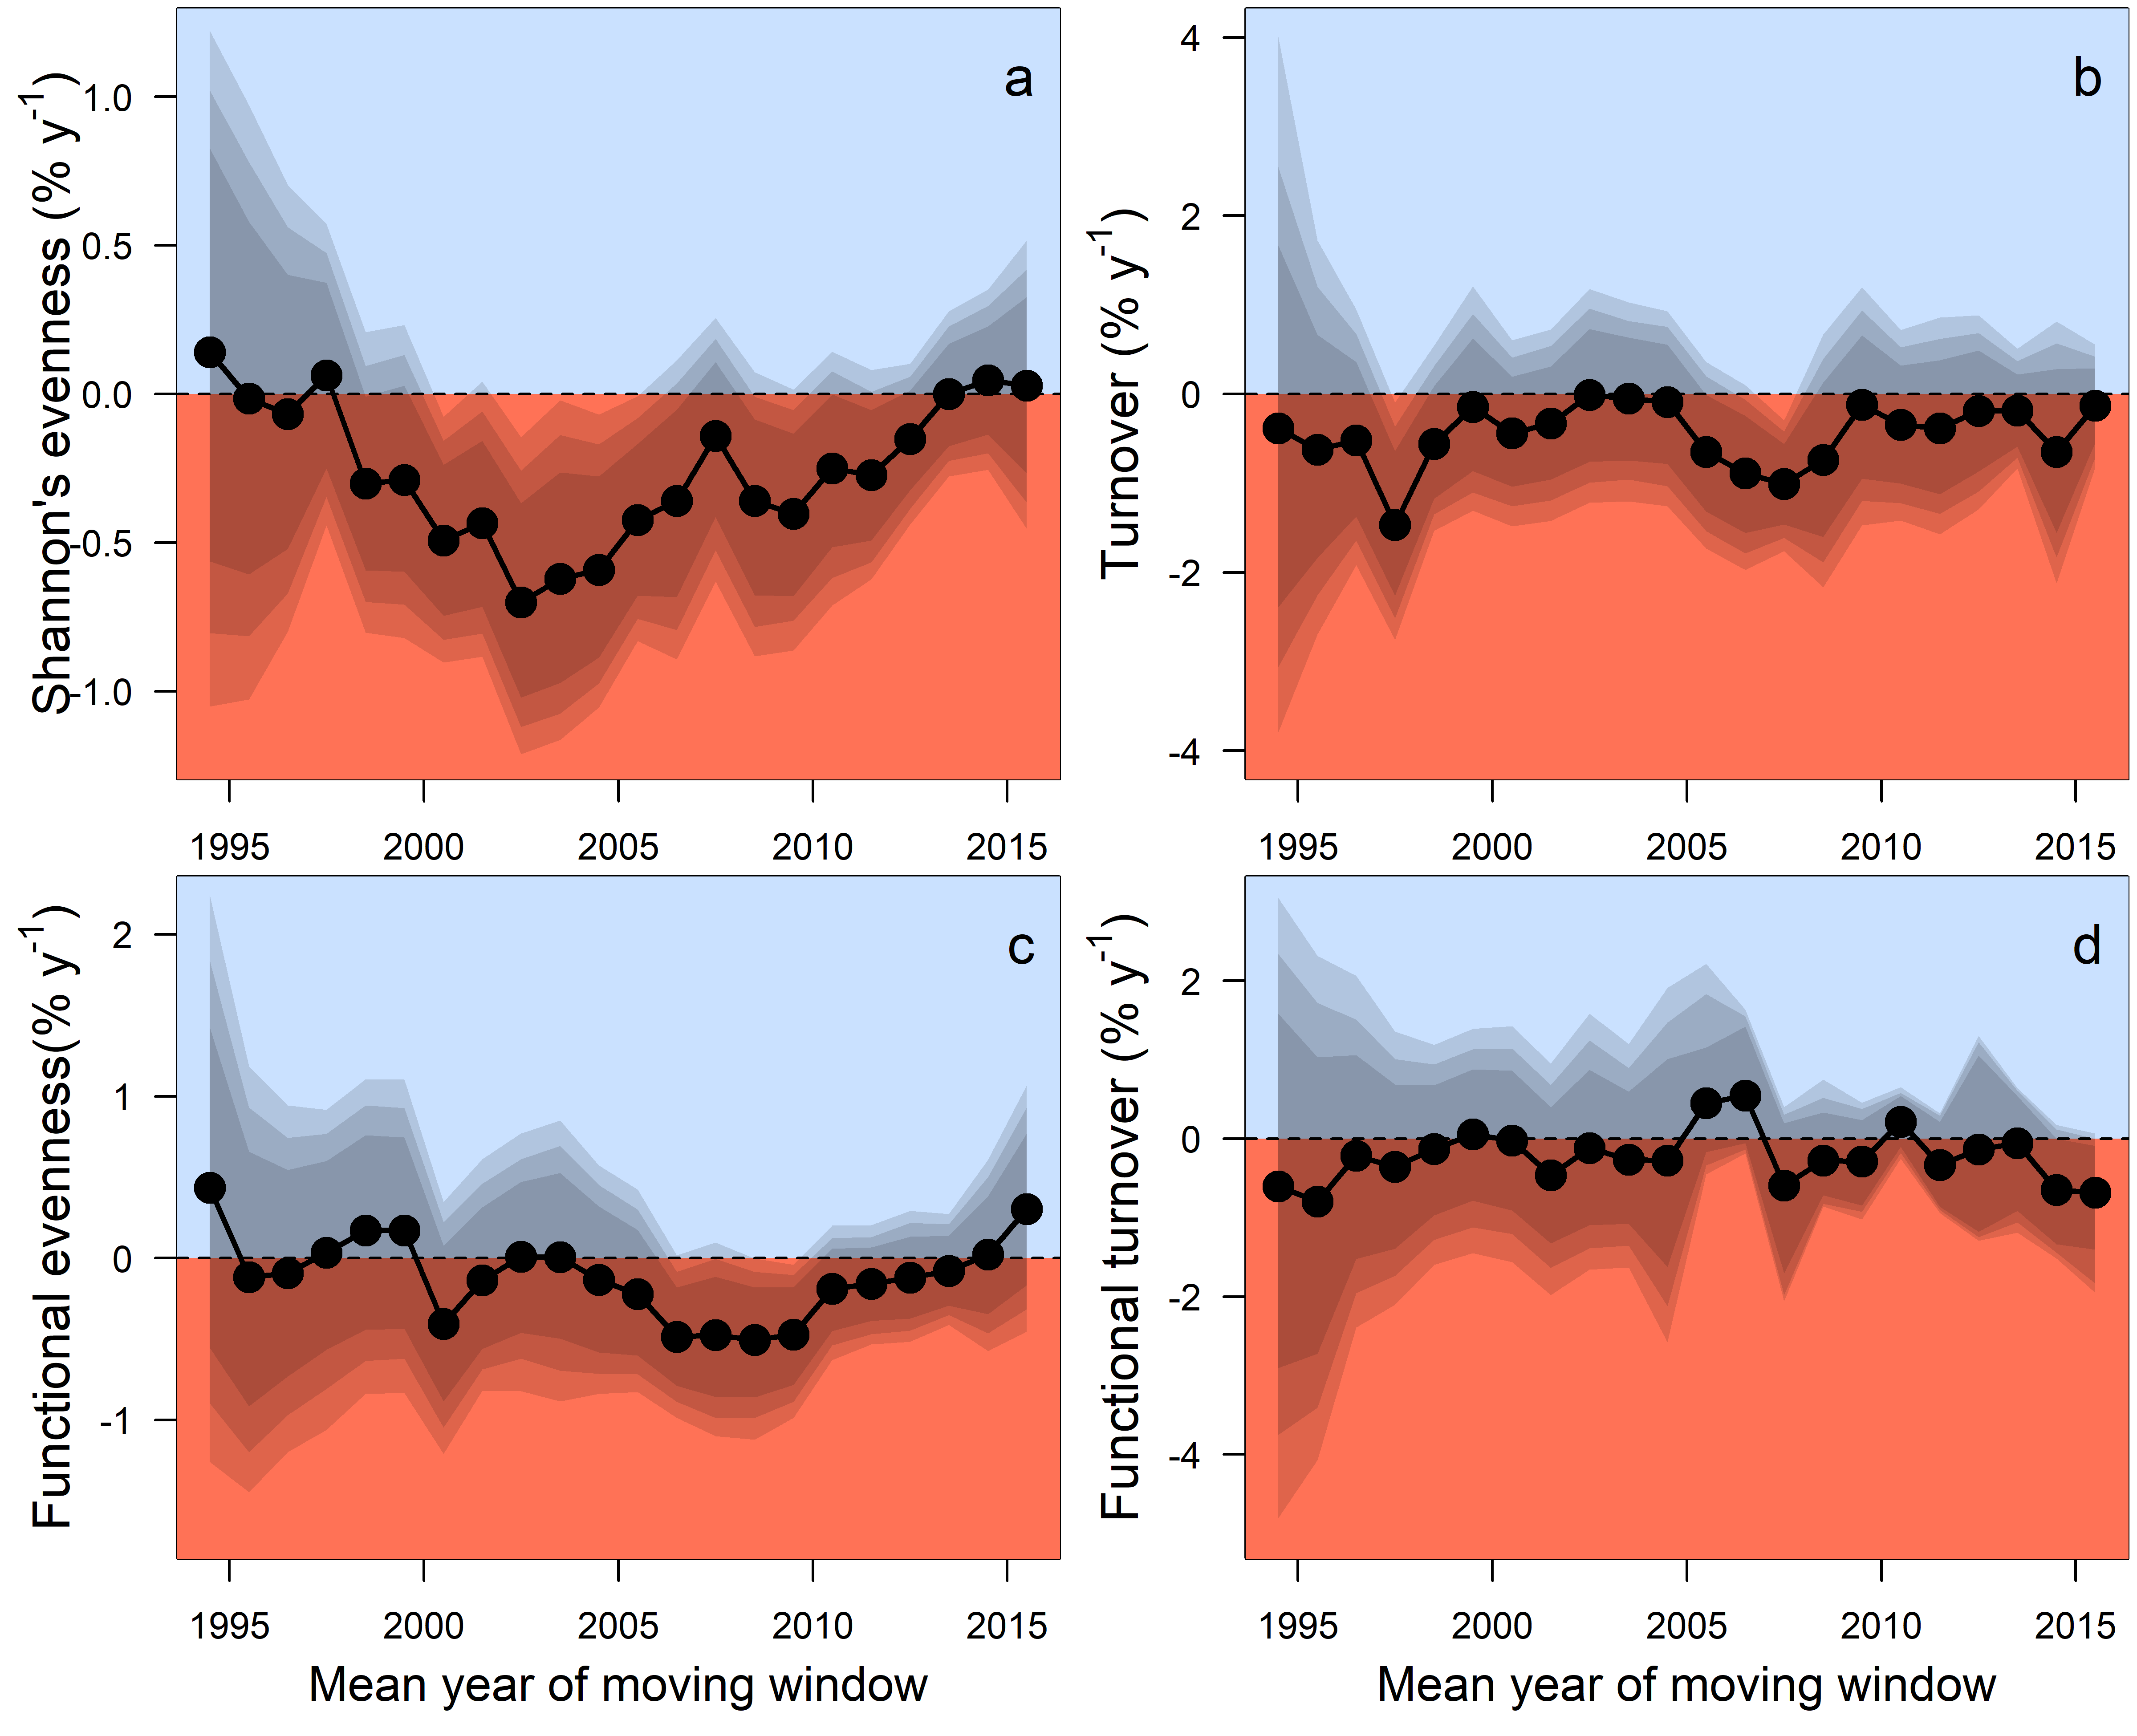 Shannon's evenness (% y-1)
1.0
0.5
0.0
-0.5
-1.0
a
1995 2000 2005 2010 2015
Turnover (% y-1)
4
2
0
-2
-4
b
1995 2000 2005 2010 2015
Functional evenness(% y-1)
2
1
0
-1
c
1995 2000 2005 2010 2015
Mean year of moving window
Functional turnover (% y-1)
2
0
-2
-4
d
1995 2000 2005 2010 2015
Mean year of moving window